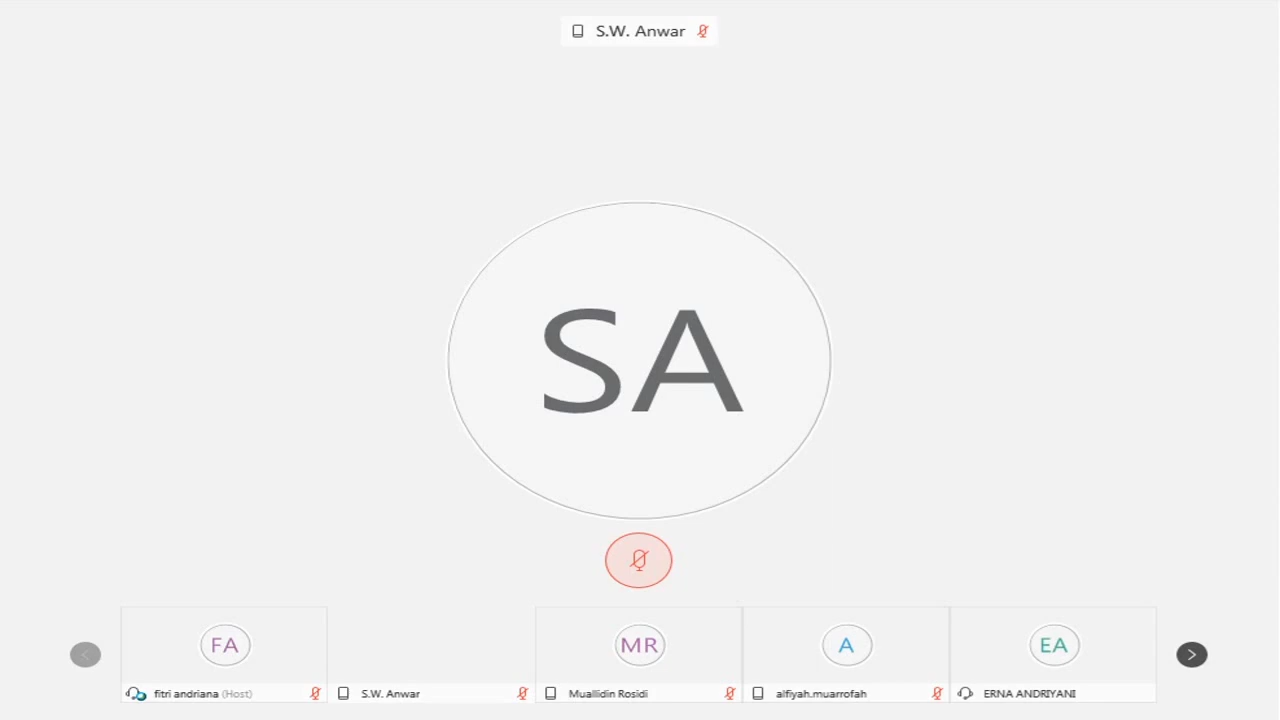 S.W. Anwar
SA
FA
MR
A
EA
fitri andriana (Host)
S.W. Anwar
Muallidin Rosidi
alfiyah.muarrofah
ERNA ANDRIYANI